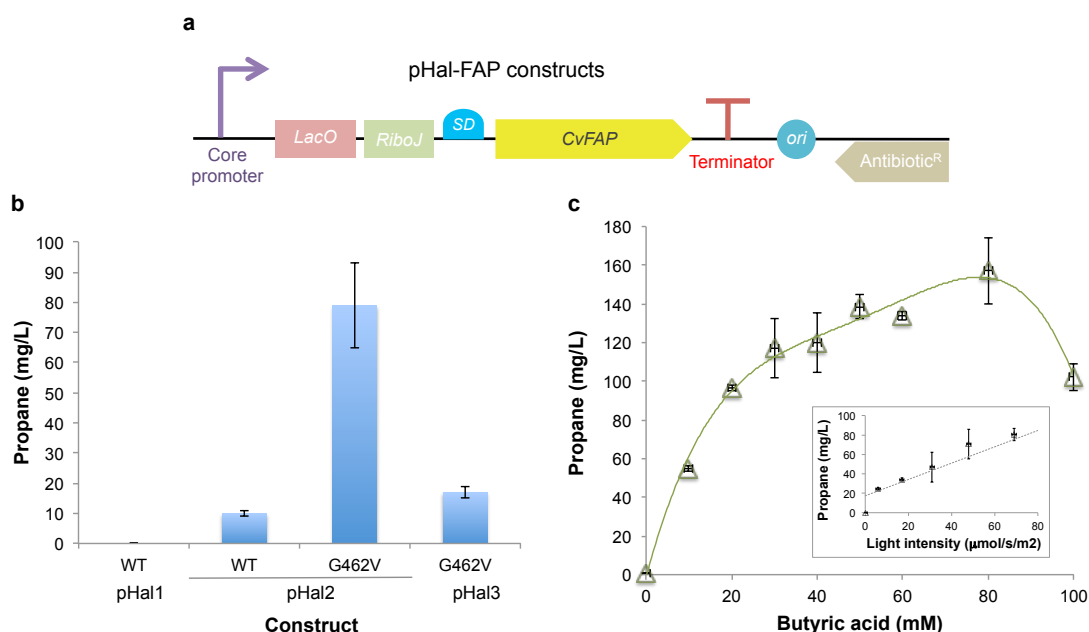 a
pHal-FAP constructs
LacO RiboJ SD CvFAP ori
Core
promoter
Terminator
Antibioticᴿ
b
Propane (mg/L)
100
90
80
70
60
50
40
30
20
10
0
WT WT G462V G462V
pHal1 pHal2 pHal3
Construct
c
Propane (mg/L)
180
160
140
120
100
80
60
40
20
0
0 20 40 60 80 100
Butyric acid (mM)
Propane (mg/L)
100
80
60
40
20
0
0 20 40 60 80
Light intensity (μmol/s/m2)